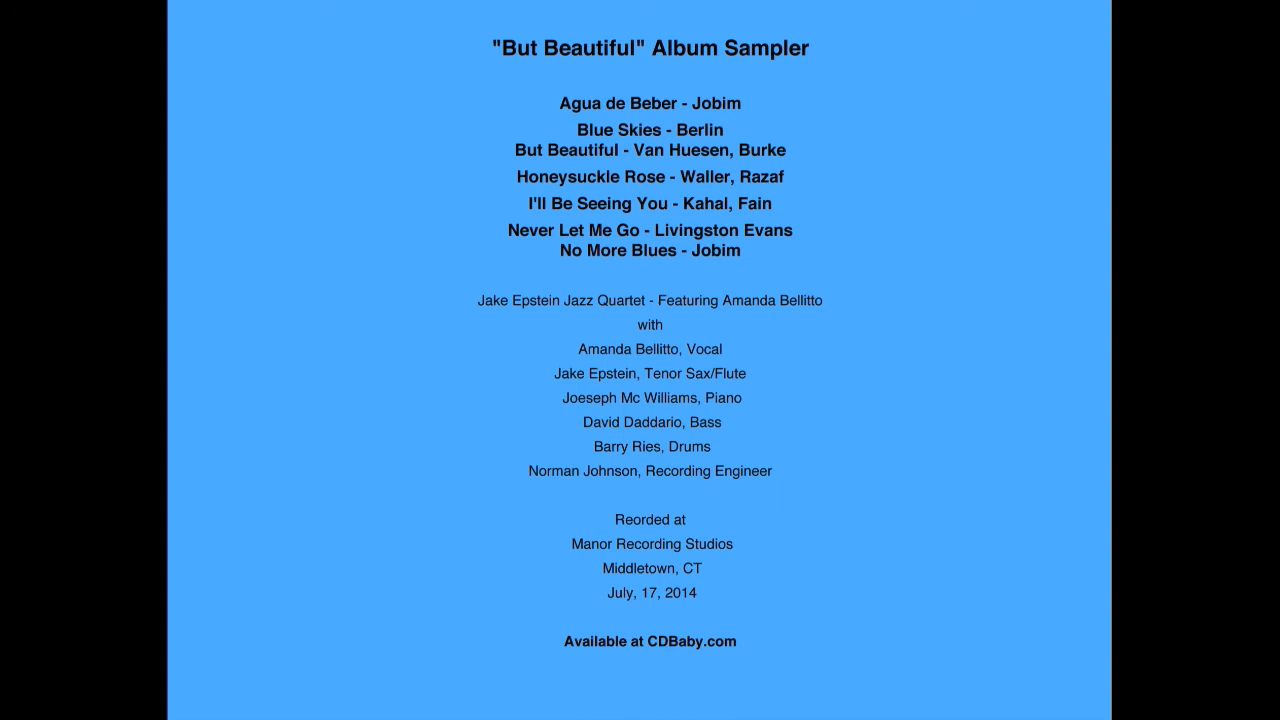 "But Beautiful" Album Sampler
Agua de Beber - Jobim
Blue Skies - Berlin
But Beautiful - Van Huesen, Burke
Honeysuckle Rose - Waller, Razaf
I'll Be Seeing You - Kahal, Fain
Never Let Me Go - Livingston Evans
No More Blues - Jobim
Jake Epstein Jazz Quartet - Featuring Amanda Bellitto
with
Amanda Bellitto, Vocal
Jake Epstein, Tenor Sax/Flute
Joeseph Mc Williams, Piano
David Daddario, Bass
Barry Ries, Drums
Norman Johnson, Recording Engineer
Reorded at
Manor Recording Studios
Middletown, CT
July, 17, 2014
Available at CDBaby.com